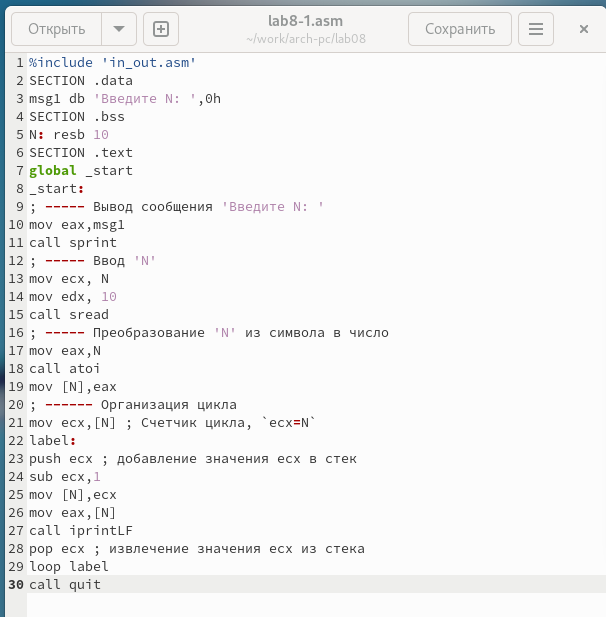 Открыть
lab8-1.asm
~/work/arch-pc/lab08
Сохранить
1 %include 'in_out.asm'
2 SECTION .data
3 msg1 db 'Введите N: ',0h
4 SECTION .bss
5 N: resb 10
6 SECTION .text
7 global _start
8 _start:
9 ; ----- Вывод сообщения 'Введите N: '
10 mov eax,msg1
11 call sprint
12 ; ----- Ввод 'N'
13 mov ecx, N
14 mov edx, 10
15 call sread
16 ; ----- Преобразование 'N' из символа в число
17 mov eax,N
18 call atoi
19 mov [N],eax
20 ; ------ Организация цикла
21 mov ecx,[N] ; Счетчик цикла, `ecx=N`
22 label:
23 push ecx ; добавление значения ecx в стек
24 sub ecx,1
25 mov [N],ecx
26 mov eax,[N]
27 call iprintLF
28 pop ecx ; извлечение значения ecx из стека
29 loop label
30 call quit